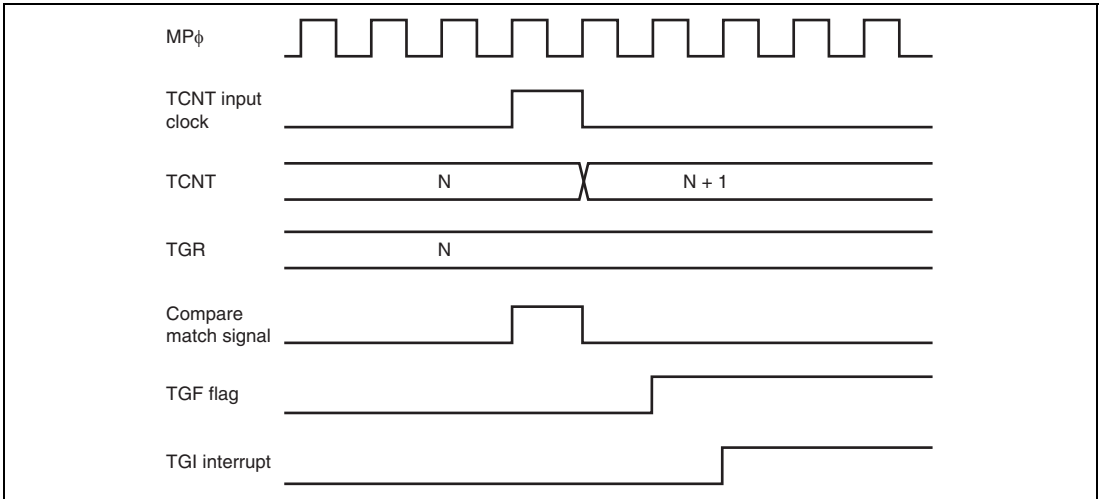 MPϕ
TCNT input
clock
TCNT
N
N + 1
TGR
N
Compare
match signal
TGF flag
TGI interrupt